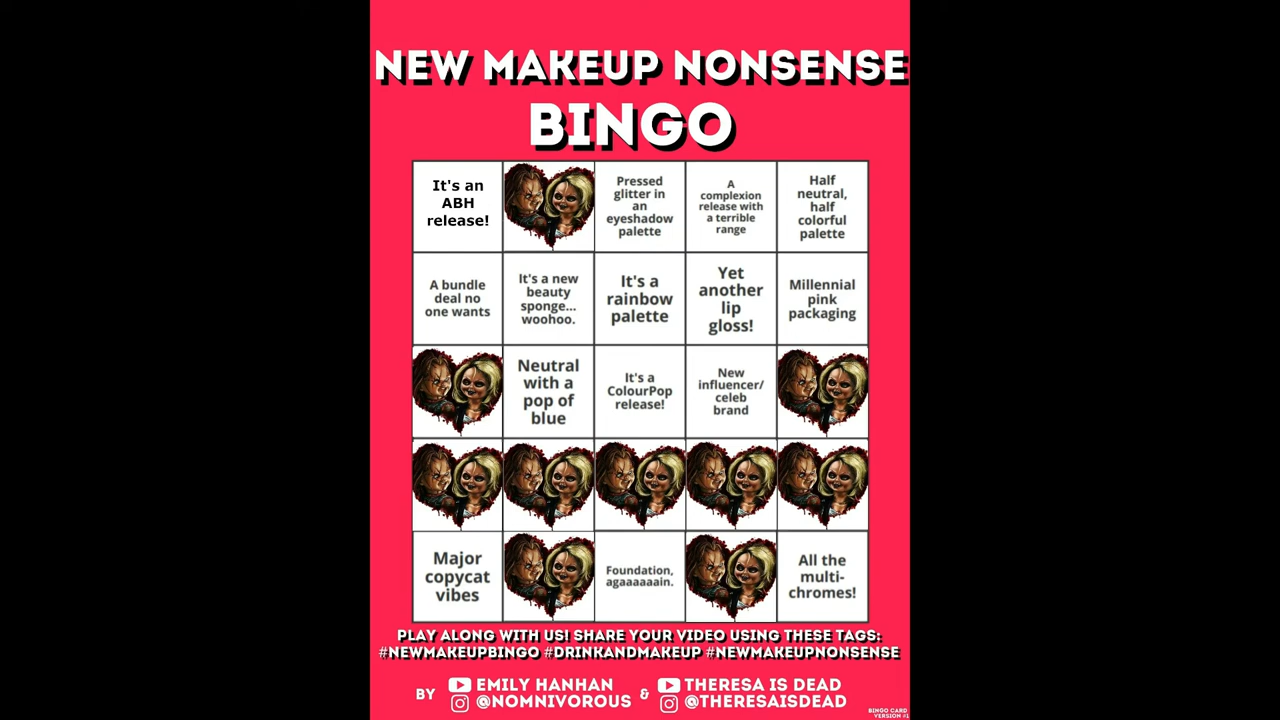 NEW MAKEUP NONSENSE
BINGO
It's an
ABH
release!
Pressed
glitter in
an
eyeshadow
palette
A
complexion
release with
a terrible
range
Half
neutral,
half
colorful
palette
A bundle
deal no
one wants
It's a new
beauty
sponge...
woohoo.
It's a
rainbow
palette
Yet
another
lip
gloss!
Millennial
pink
packaging
Neutral
with a
pop of
blue
It's a
ColourPop
release!
New
influencer/
celeb
brand
Major
copycat
vibes
Foundation,
agaaaaaain.
All the
multi-
chromes!
PLAY ALONG WITH US! SHARE YOUR VIDEO USING THESE TAGS:
#NEWMAKEUPBINGO #DRINKANDMAKEUP #NEWMAKEUPNONSENSE
BY EMILY HANHAN & THERESA IS DEAD
@NOMNIVOROUS @THERESAISDEAD
BINGO CARD
VERSION #1